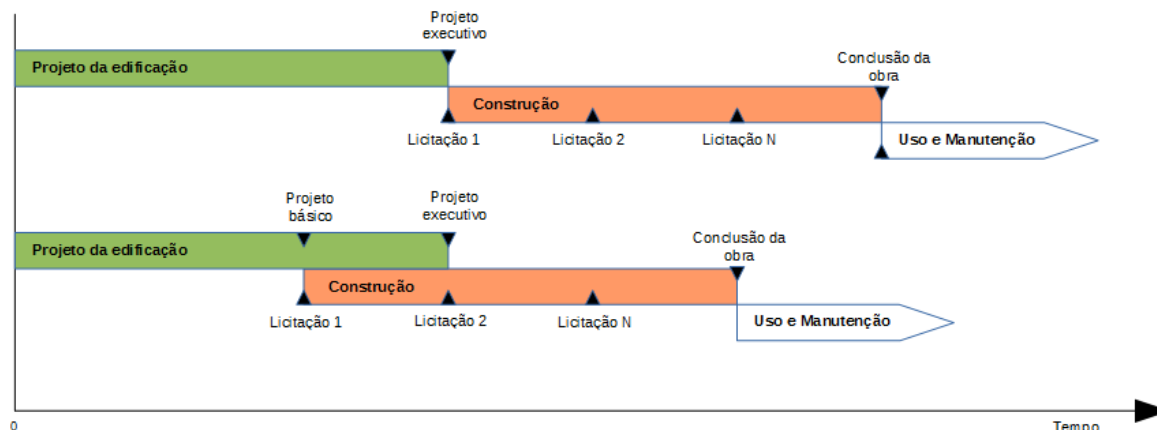 Projeto
executivo
Projeto da edificação
Conclusão da
obra
Construção
Licitação 1
Licitação 2
Licitação N
Uso e Manutenção
Projeto
básico
Projeto
executivo
Projeto da edificação
Conclusão da
obra
Construção
Licitação 1
Licitação 2
Licitação N
Uso e Manutenção
0
Tempo